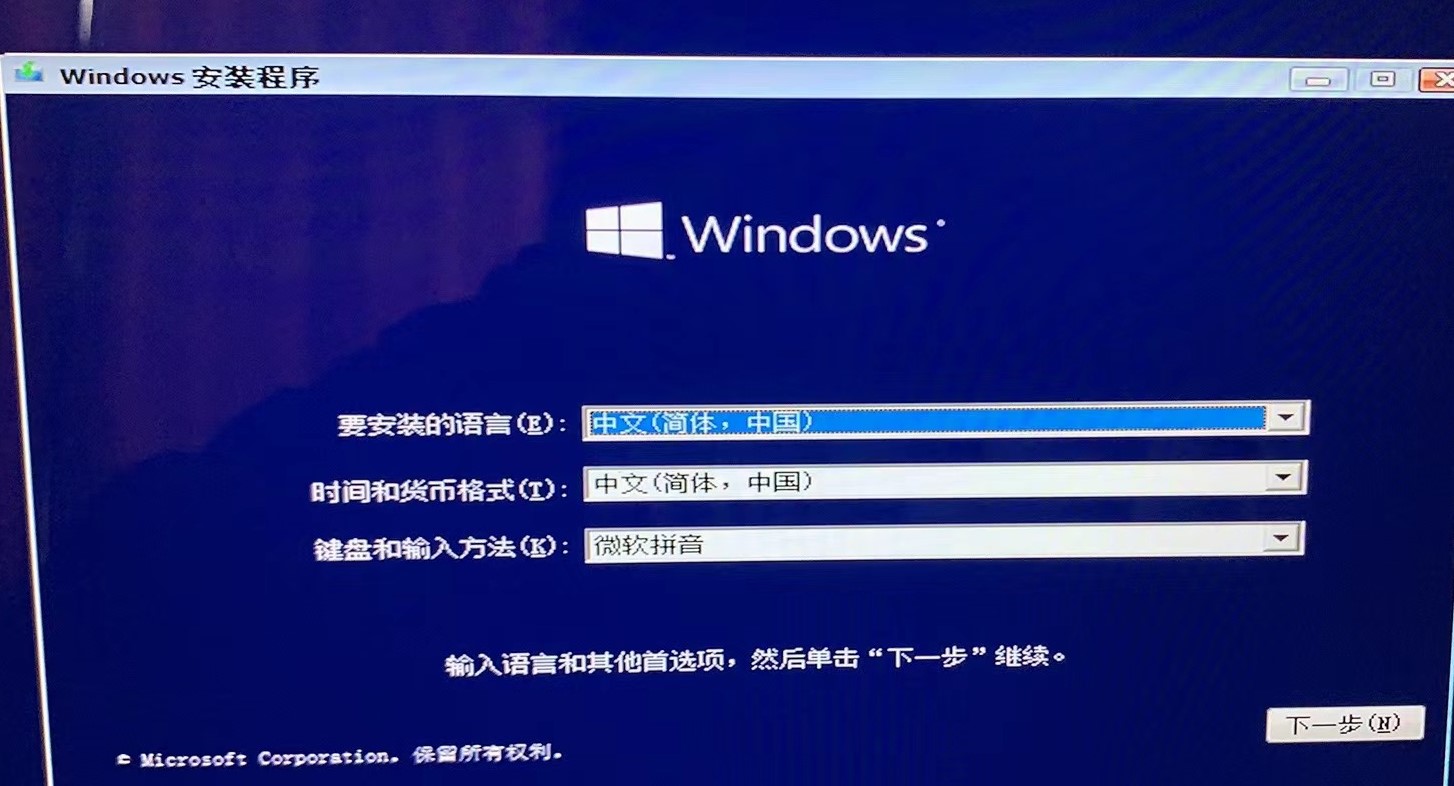 Windows 安装程序
Windows
要安装的语言(E): 中文(简体，中国)
时间和货币格式(T): 中文(简体，中国)
键盘和输入方法(K): 微软拼音
输入语言和其他首选项，然后单击“下一步”继续。
下一步(N)
© Microsoft Corporation。保留所有权利。